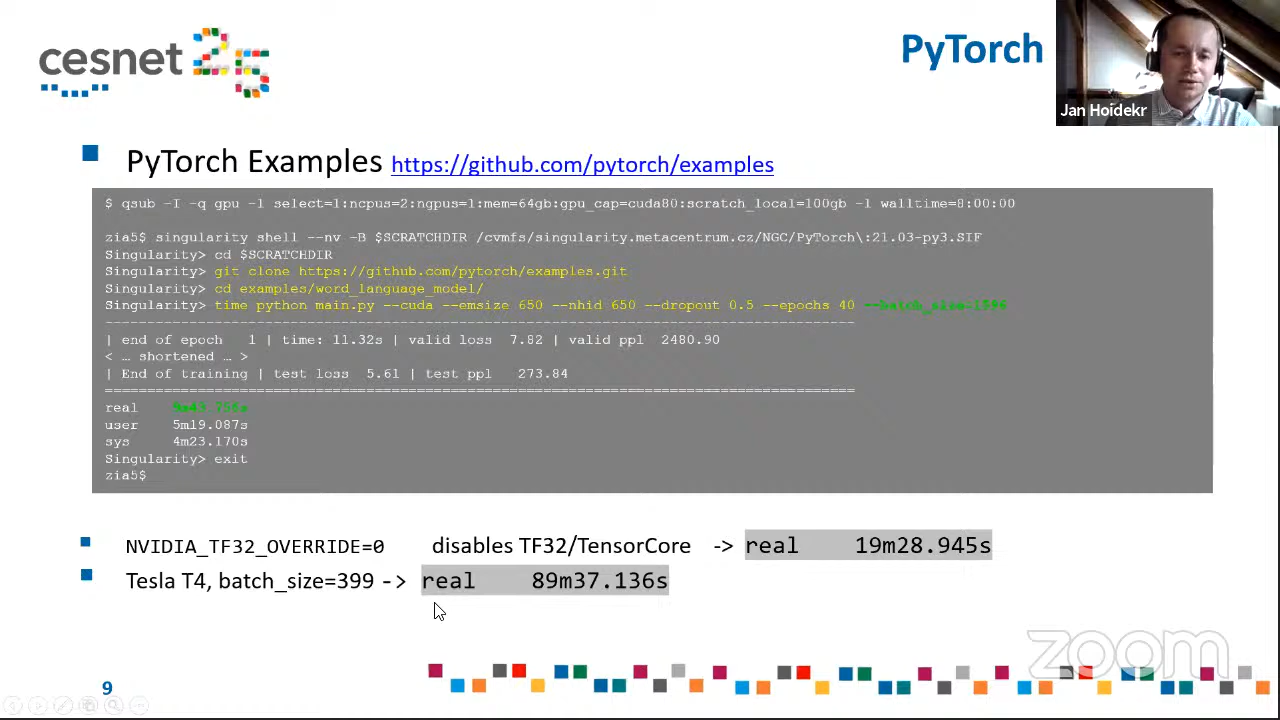 cesnet 25
PyTorch
Jan Hoidekr
PyTorch Examples https://github.com/pytorch/examples
$ qsub -I -q gpu -l select=1:ncpus=2:ngpus=1:mem=64gb:gpu_cap=cuda80:scratch_local=100gb -l walltime=8:00:00
zia5$ singularity shell --nv -B $SCRATCHDIR /cvmfs/singularity.metacentrum.cz/NGC/PyTorch\:21.03-py3.SIF
Singularity> cd $SCRATCHDIR
Singularity> git clone https://github.com/pytorch/examples.git
Singularity> cd examples/word_language_model/
Singularity> time python main.py --cuda --emsize 650 --nhid 650 --dropout 0.5 --epochs 40 --batch_size=1596
-----------------------------------------------------------------------------------------
| end of epoch 1 | time: 11.32s | valid loss 7.82 | valid ppl 2480.90
< … shortened … >
| End of training | test loss 5.61 | test ppl 273.84
=========================================================================================
real 9m43.756s
user 5m19.087s
sys 4m23.170s
Singularity> exit
zia5$
NVIDIA_TF32_OVERRIDE=0 disables TF32/TensorCore -> real 19m28.945s
Tesla T4, batch_size=399 -> real 89m37.136s
zoom
9